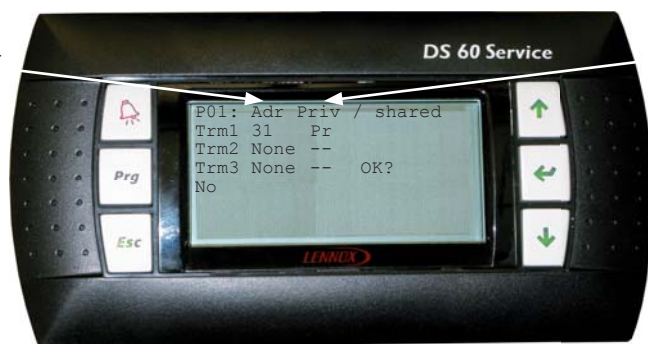 DS 60 Service
P01: Adr Priv / shared
Trm1 31 Pr
Trm2 None --
Trm3 None -- OK?
No
Prg
Esc
LENNOX